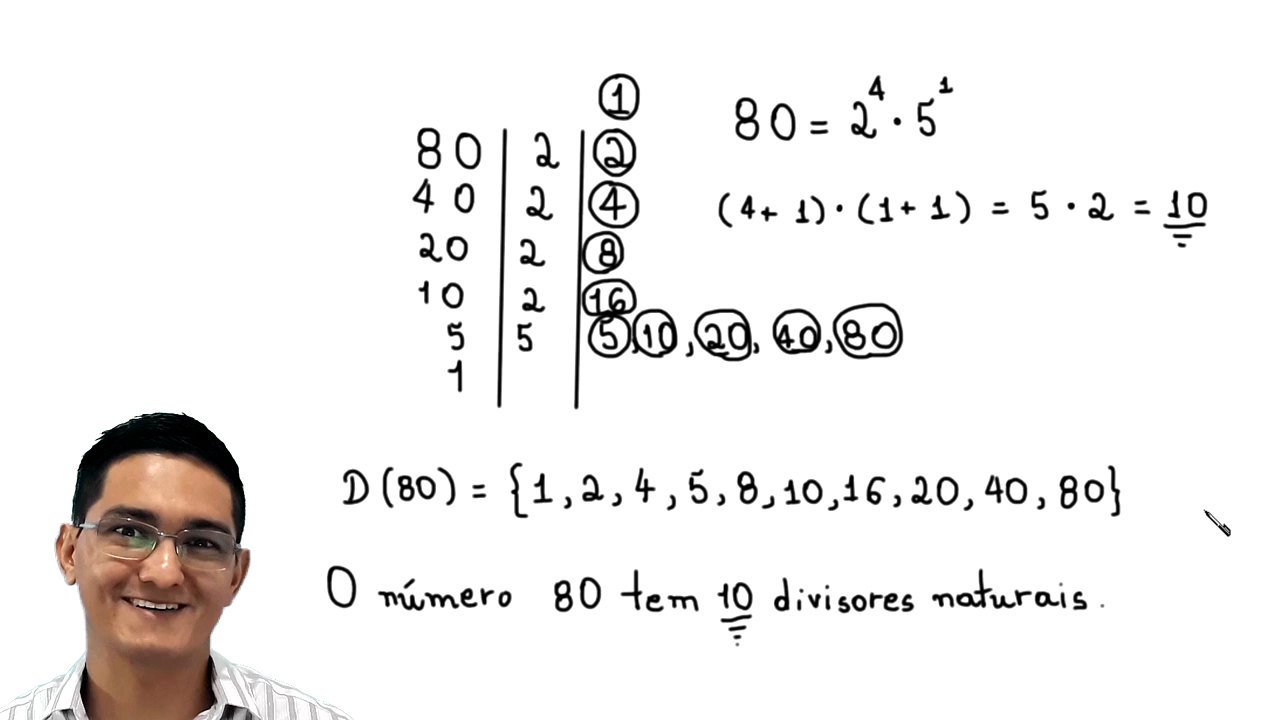 1
80 | 2 | 2
40 | 2 | 4
20 | 2 | 8
10 | 2 | 16
5 | 5 | 5, 10, 20, 40, 80
1
80 = 2⁴ · 5¹
(4+1)·(1+1) = 5 · 2 = 10
D(80) = {1, 2, 4, 5, 8, 10, 16, 20, 40, 80}
O número 80 tem 10 divisores naturais.